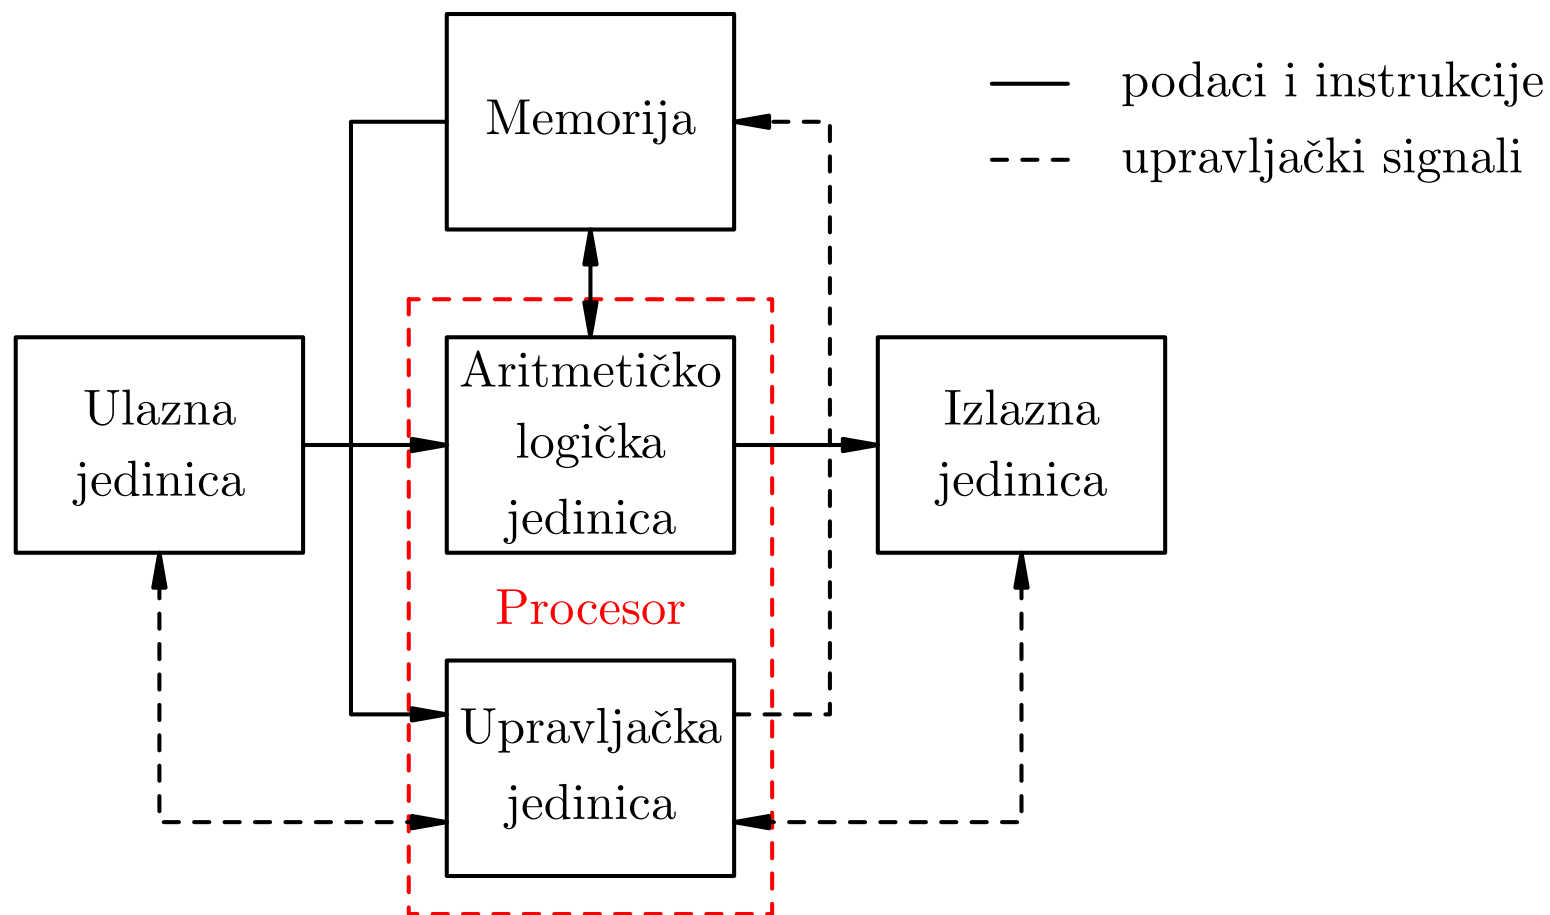 Memorija
podaci i instrukcije
upravljački signali
Ulazna
jedinica
Aritmetičko
logička
jedinica
Izlazna
jedinica
Procesor
Upravljačka
jedinica